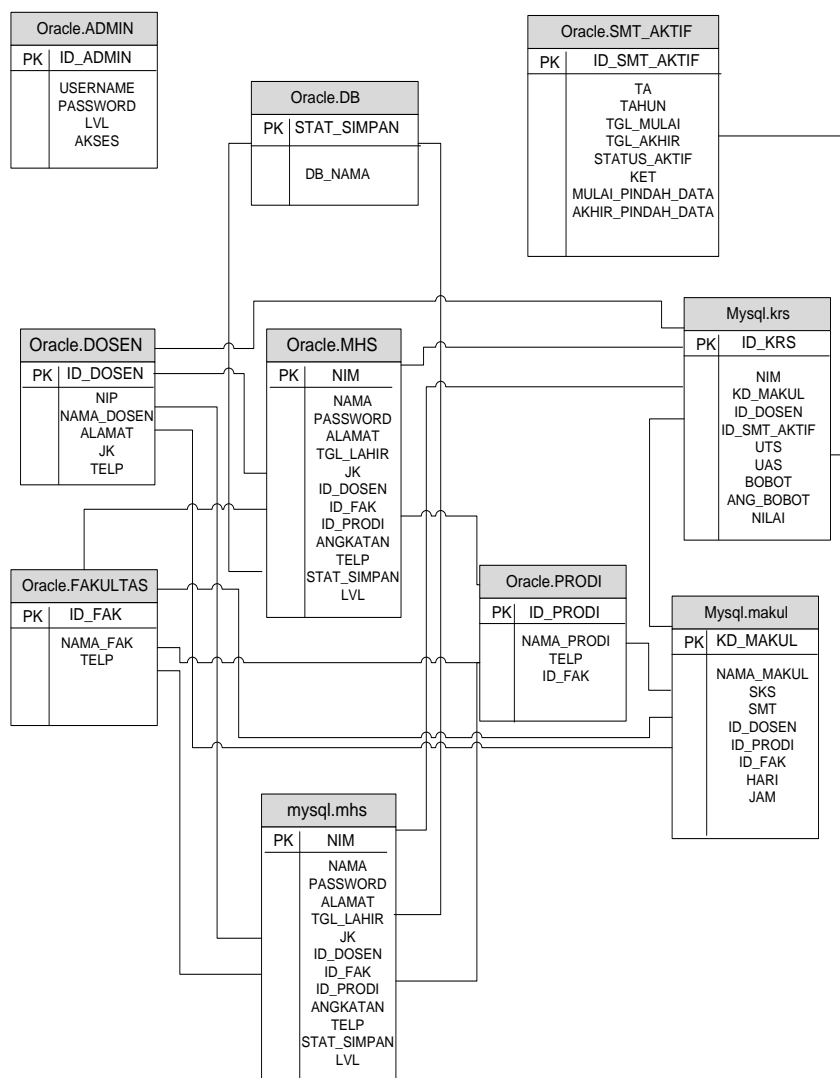 Oracle.ADMIN
PK ID_ADMIN
USERNAME
PASSWORD
LVL
AKSES
Oracle.DB
PK STAT_SIMPAN
DB_NAMA
Oracle.SMT_AKTIF
PK ID_SMT_AKTIF
TA
TAHUN
TGL_MULAI
TGL_AKHIR
STATUS_AKTIF
KET
MULAI_PINDAH_DATA
AKHIR_PINDAH_DATA
Oracle.DOSEN
PK ID_DOSEN
NIP
NAMA_DOSEN
ALAMAT
JK
TELP
Oracle.MHS
PK NIM
NAMA
PASSWORD
ALAMAT
TGL_LAHIR
JK
ID_DOSEN
ID_FAK
ID_PRODI
ANGKATAN
TELP
STAT_SIMPAN
LVL
Mysql.krs
PK ID_KRS
NIM
KD_MAKUL
ID_DOSEN
ID_SMT_AKTIF
UTS
UAS
BOBOT
ANG_BOBOT
NILAI
Oracle.FAKULTAS
PK ID_FAK
NAMA_FAK
TELP
Oracle.PRODI
PK ID_PRODI
NAMA_PRODI
TELP
ID_FAK
Mysql.makul
PK KD_MAKUL
NAMA_MAKUL
SKS
SMT
ID_DOSEN
ID_PRODI
ID_FAK
HARI
JAM
mysql.mhs
PK NIM
NAMA
PASSWORD
ALAMAT
TGL_LAHIR
JK
ID_DOSEN
ID_FAK
ID_PRODI
ANGKATAN
TELP
STAT_SIMPAN
LVL